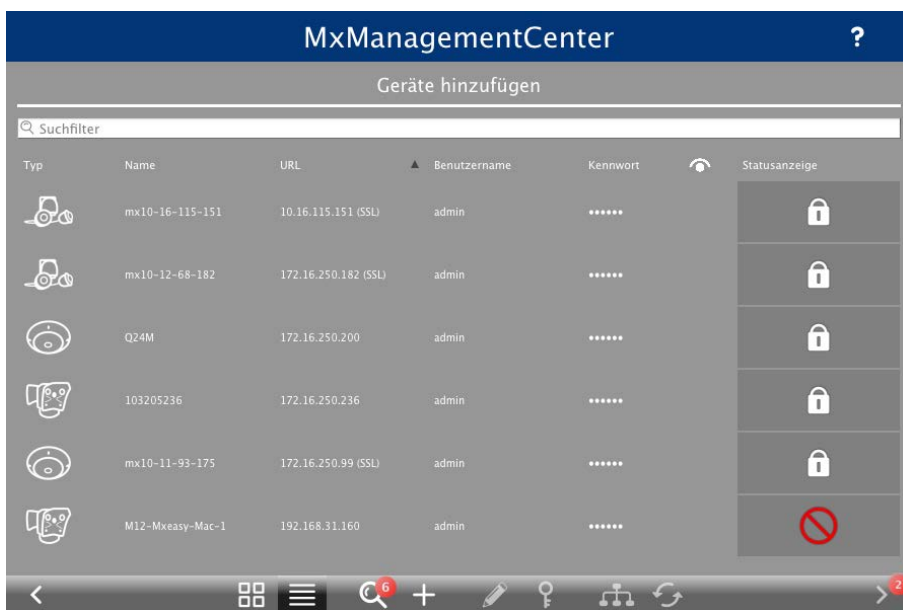 MxManagementCenter ?
Geräte hinzufügen
Suchfilter
Typ Name URL Benutzername Kennwort Statusanzeige
mx10-16-115-151 10.16.115.151 (SSL) admin ••••••
mx10-12-68-182 172.16.250.182 (SSL) admin ••••••
Q24M 172.16.250.200 admin ••••••
103205236 172.16.250.236 admin ••••••
mx10-11-93-175 172.16.250.99 (SSL) admin ••••••
M12-Mxeasy-Mac-1 192.168.31.160 admin ••••••
6 2